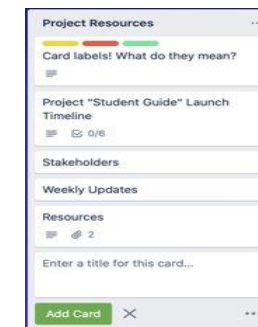 Project Resources
Card labels! What do they mean?
Project "Student Guide" Launch
Timeline
0/6
Stakeholders
Weekly Updates
Resources
2
Enter a title for this card...
Add Card